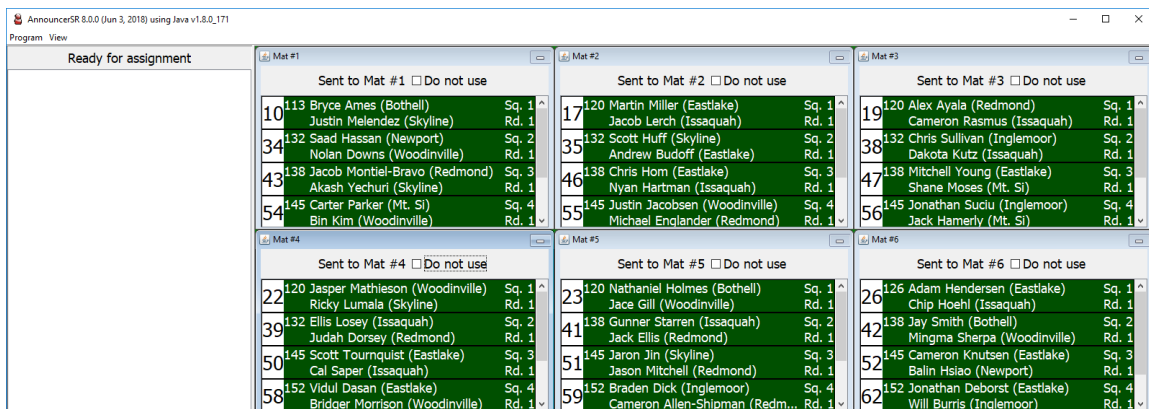 AnnouncerSR 8.0.0 (Jun 3, 2018) using Java v1.8.0_171
Program View
Ready for assignment
Mat #1
Sent to Mat #1 Do not use
10 113 Bryce Ames (Bothell) Sq. 1
Justin Melendez (Skyline) Rd. 1
34 132 Saad Hassan (Newport) Sq. 2
Nolan Downs (Woodinville) Rd. 1
43 138 Jacob Montiel-Bravo (Redmond) Sq. 3
Akash Yechuri (Skyline) Rd. 1
54 145 Carter Parker (Mt. Si) Sq. 4
Bin Kim (Woodinville) Rd. 1
Mat #2
Sent to Mat #2 Do not use
17 120 Martin Miller (Eastlake) Sq. 1
Jacob Lerch (Issaquah) Rd. 1
35 132 Scott Huff (Skyline) Sq. 2
Andrew Budoff (Eastlake) Rd. 1
46 138 Chris Hom (Eastlake) Sq. 3
Nyan Hartman (Issaquah) Rd. 1
55 145 Justin Jacobsen (Woodinville) Sq. 4
Michael Englander (Redmond) Rd. 1
Mat #3
Sent to Mat #3 Do not use
19 120 Alex Ayala (Redmond) Sq. 1
Cameron Rasmus (Issaquah) Rd. 1
38 132 Chris Sullivan (Inglemoor) Sq. 2
Dakota Kutz (Issaquah) Rd. 1
47 138 Mitchell Young (Eastlake) Sq. 3
Shane Moses (Mt. Si) Rd. 1
56 145 Jonathan Suciu (Inglemoor) Sq. 4
Jack Hamerly (Mt. Si) Rd. 1
Mat #4
Sent to Mat #4 Do not use
22 120 Jasper Mathieson (Woodinville) Sq. 1
Ricky Lumala (Skyline) Rd. 1
39 132 Ellis Losey (Issaquah) Sq. 2
Judah Dorsey (Redmond) Rd. 1
50 145 Scott Tournquist (Eastlake) Sq. 3
Cal Saper (Issaquah) Rd. 1
58 152 Vidul Dasan (Eastlake) Sq. 4
Bridger Morrison (Woodinville) Rd. 1
Mat #5
Sent to Mat #5 Do not use
23 120 Nathaniel Holmes (Bothell) Sq. 1
Jace Gill (Woodinville) Rd. 1
41 138 Gunner Starren (Issaquah) Sq. 2
Jack Ellis (Redmond) Rd. 1
51 145 Jaron Jin (Skyline) Sq. 3
Jason Mitchell (Redmond) Rd. 1
59 152 Braden Dick (Inglemoor) Sq. 4
Cameron Allen-Shipman (Redm... Rd. 1
Mat #6
Sent to Mat #6 Do not use
26 126 Adam Hendersen (Eastlake) Sq. 1
Chip Hoehl (Issaquah) Rd. 1
42 138 Jay Smith (Bothell) Sq. 2
Mingma Sherpa (Woodinville) Rd. 1
52 145 Cameron Knutsen (Eastlake) Sq. 3
Balin Hsiao (Newport) Rd. 1
62 152 Jonathan Deborst (Eastlake) Sq. 4
Will Burris (Inglemoor) Rd. 1